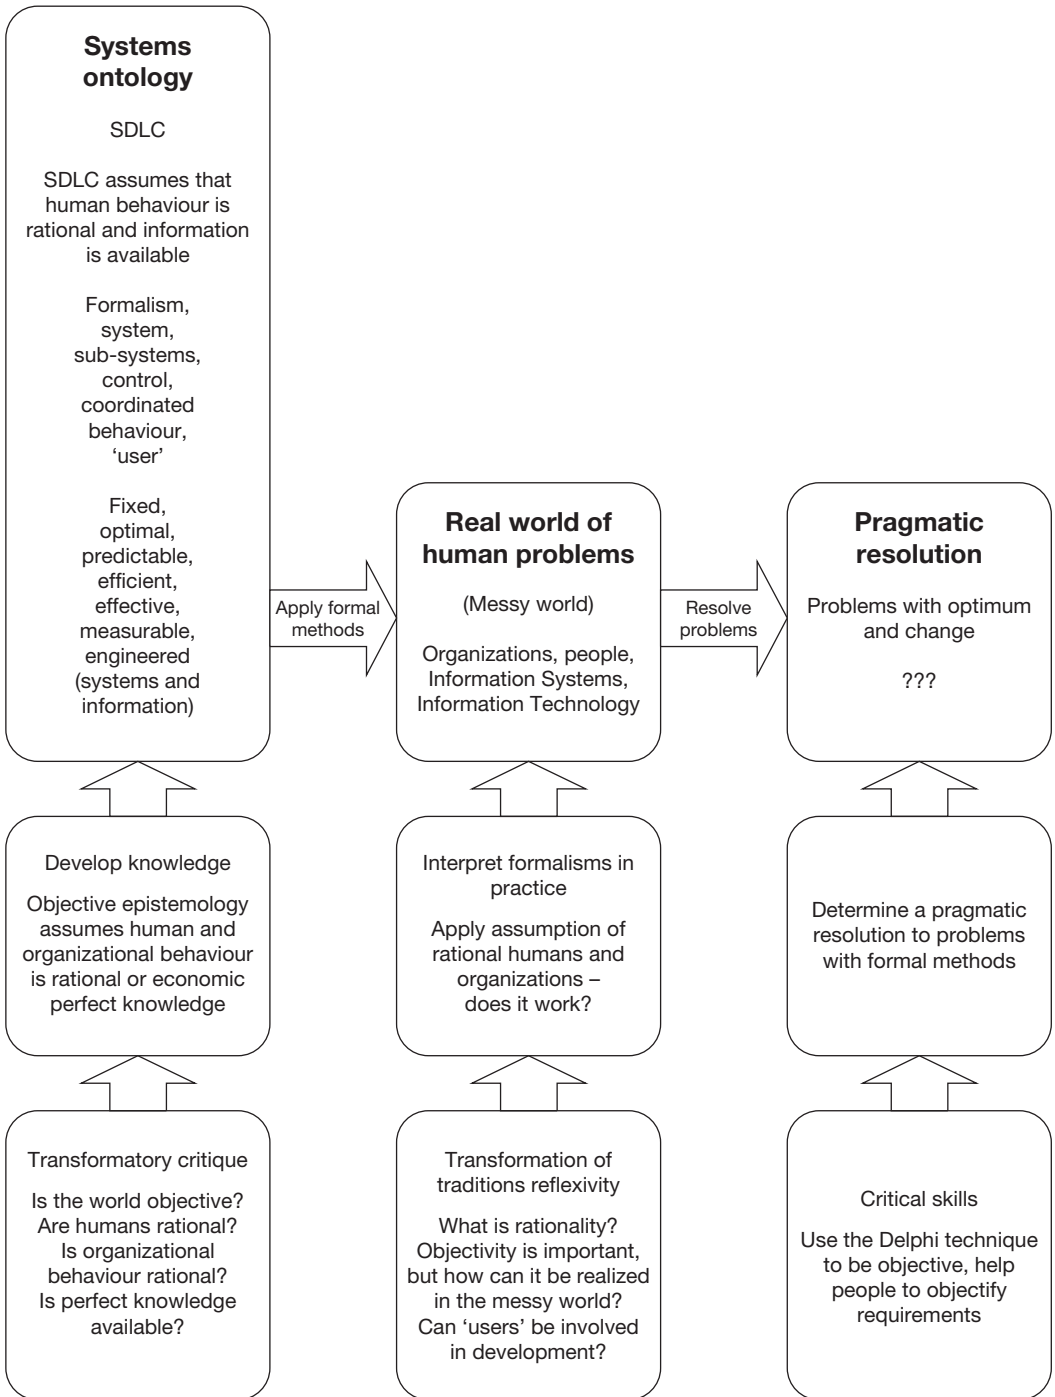 Systems
ontology
SDLC
SDLC assumes that
human behaviour is
rational and information
is available
Formalism,
system,
sub-systems,
control,
coordinated
behaviour,
‘user’
Fixed,
optimal,
predictable,
efficient,
effective,
measurable,
engineered
(systems and
information)
Apply formal
methods
Real world of
human problems
(Messy world)
Organizations, people,
Information Systems,
Information Technology
Resolve
problems
Pragmatic
resolution
Problems with optimum
and change
???
Develop knowledge
Objective epistemology
assumes human and
organizational behaviour
is rational or economic
perfect knowledge
Interpret formalisms in
practice
Apply assumption of
rational humans and
organizations –
does it work?
Determine a pragmatic
resolution to problems
with formal methods
Transformatory critique
Is the world objective?
Are humans rational?
Is organizational
behaviour rational?
Is perfect knowledge
available?
Transformation of
traditions reflexivity
What is rationality?
Objectivity is important,
but how can it be realized
in the messy world?
Can ‘users’ be involved
in development?
Critical skills
Use the Delphi technique
to be objective, help
people to objectify
requirements